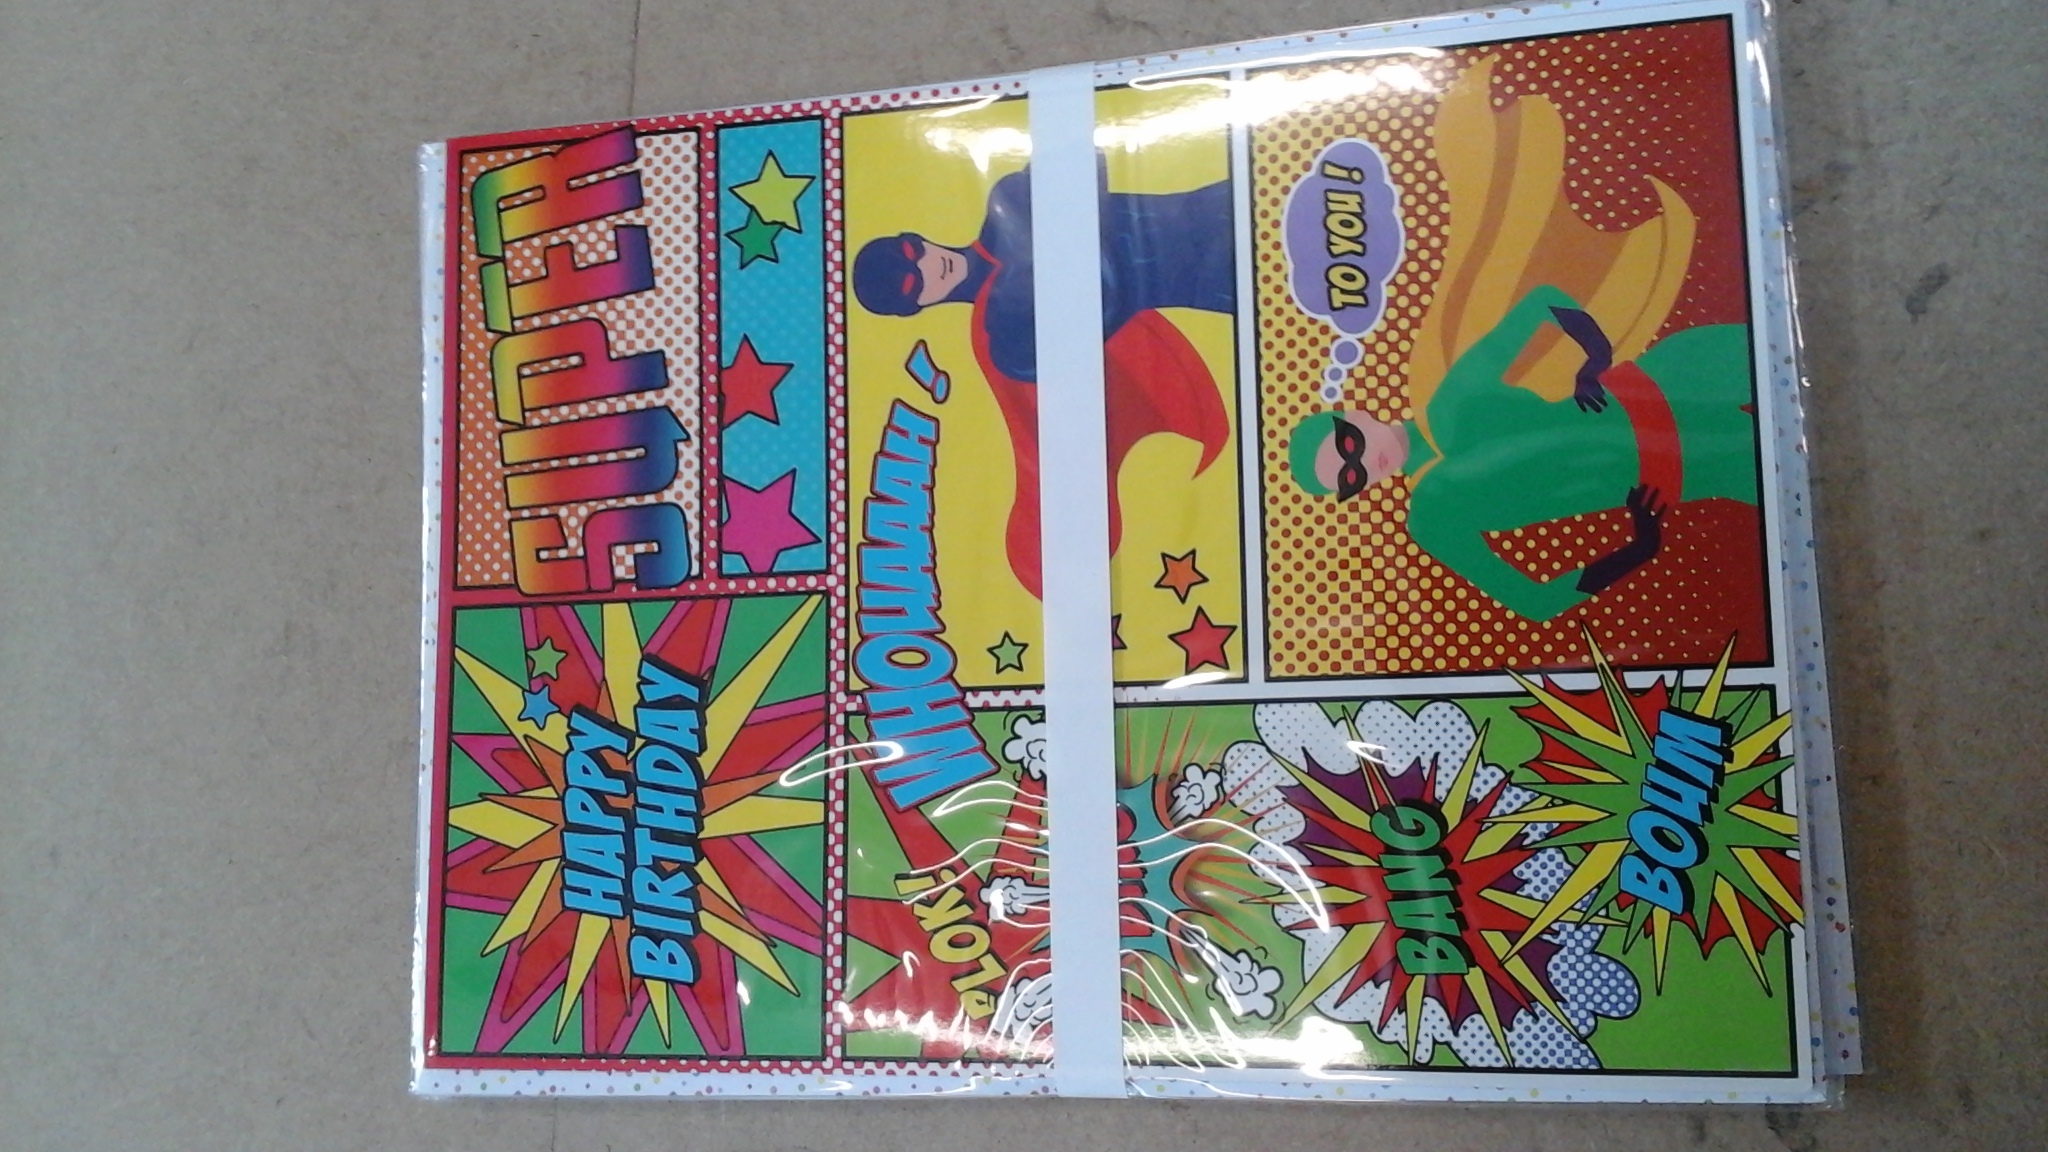 HAPPY
BIRTHDAY
SUPER
WHOUAAAH !
PLOK!
BANG
BOUM
TO YOU !